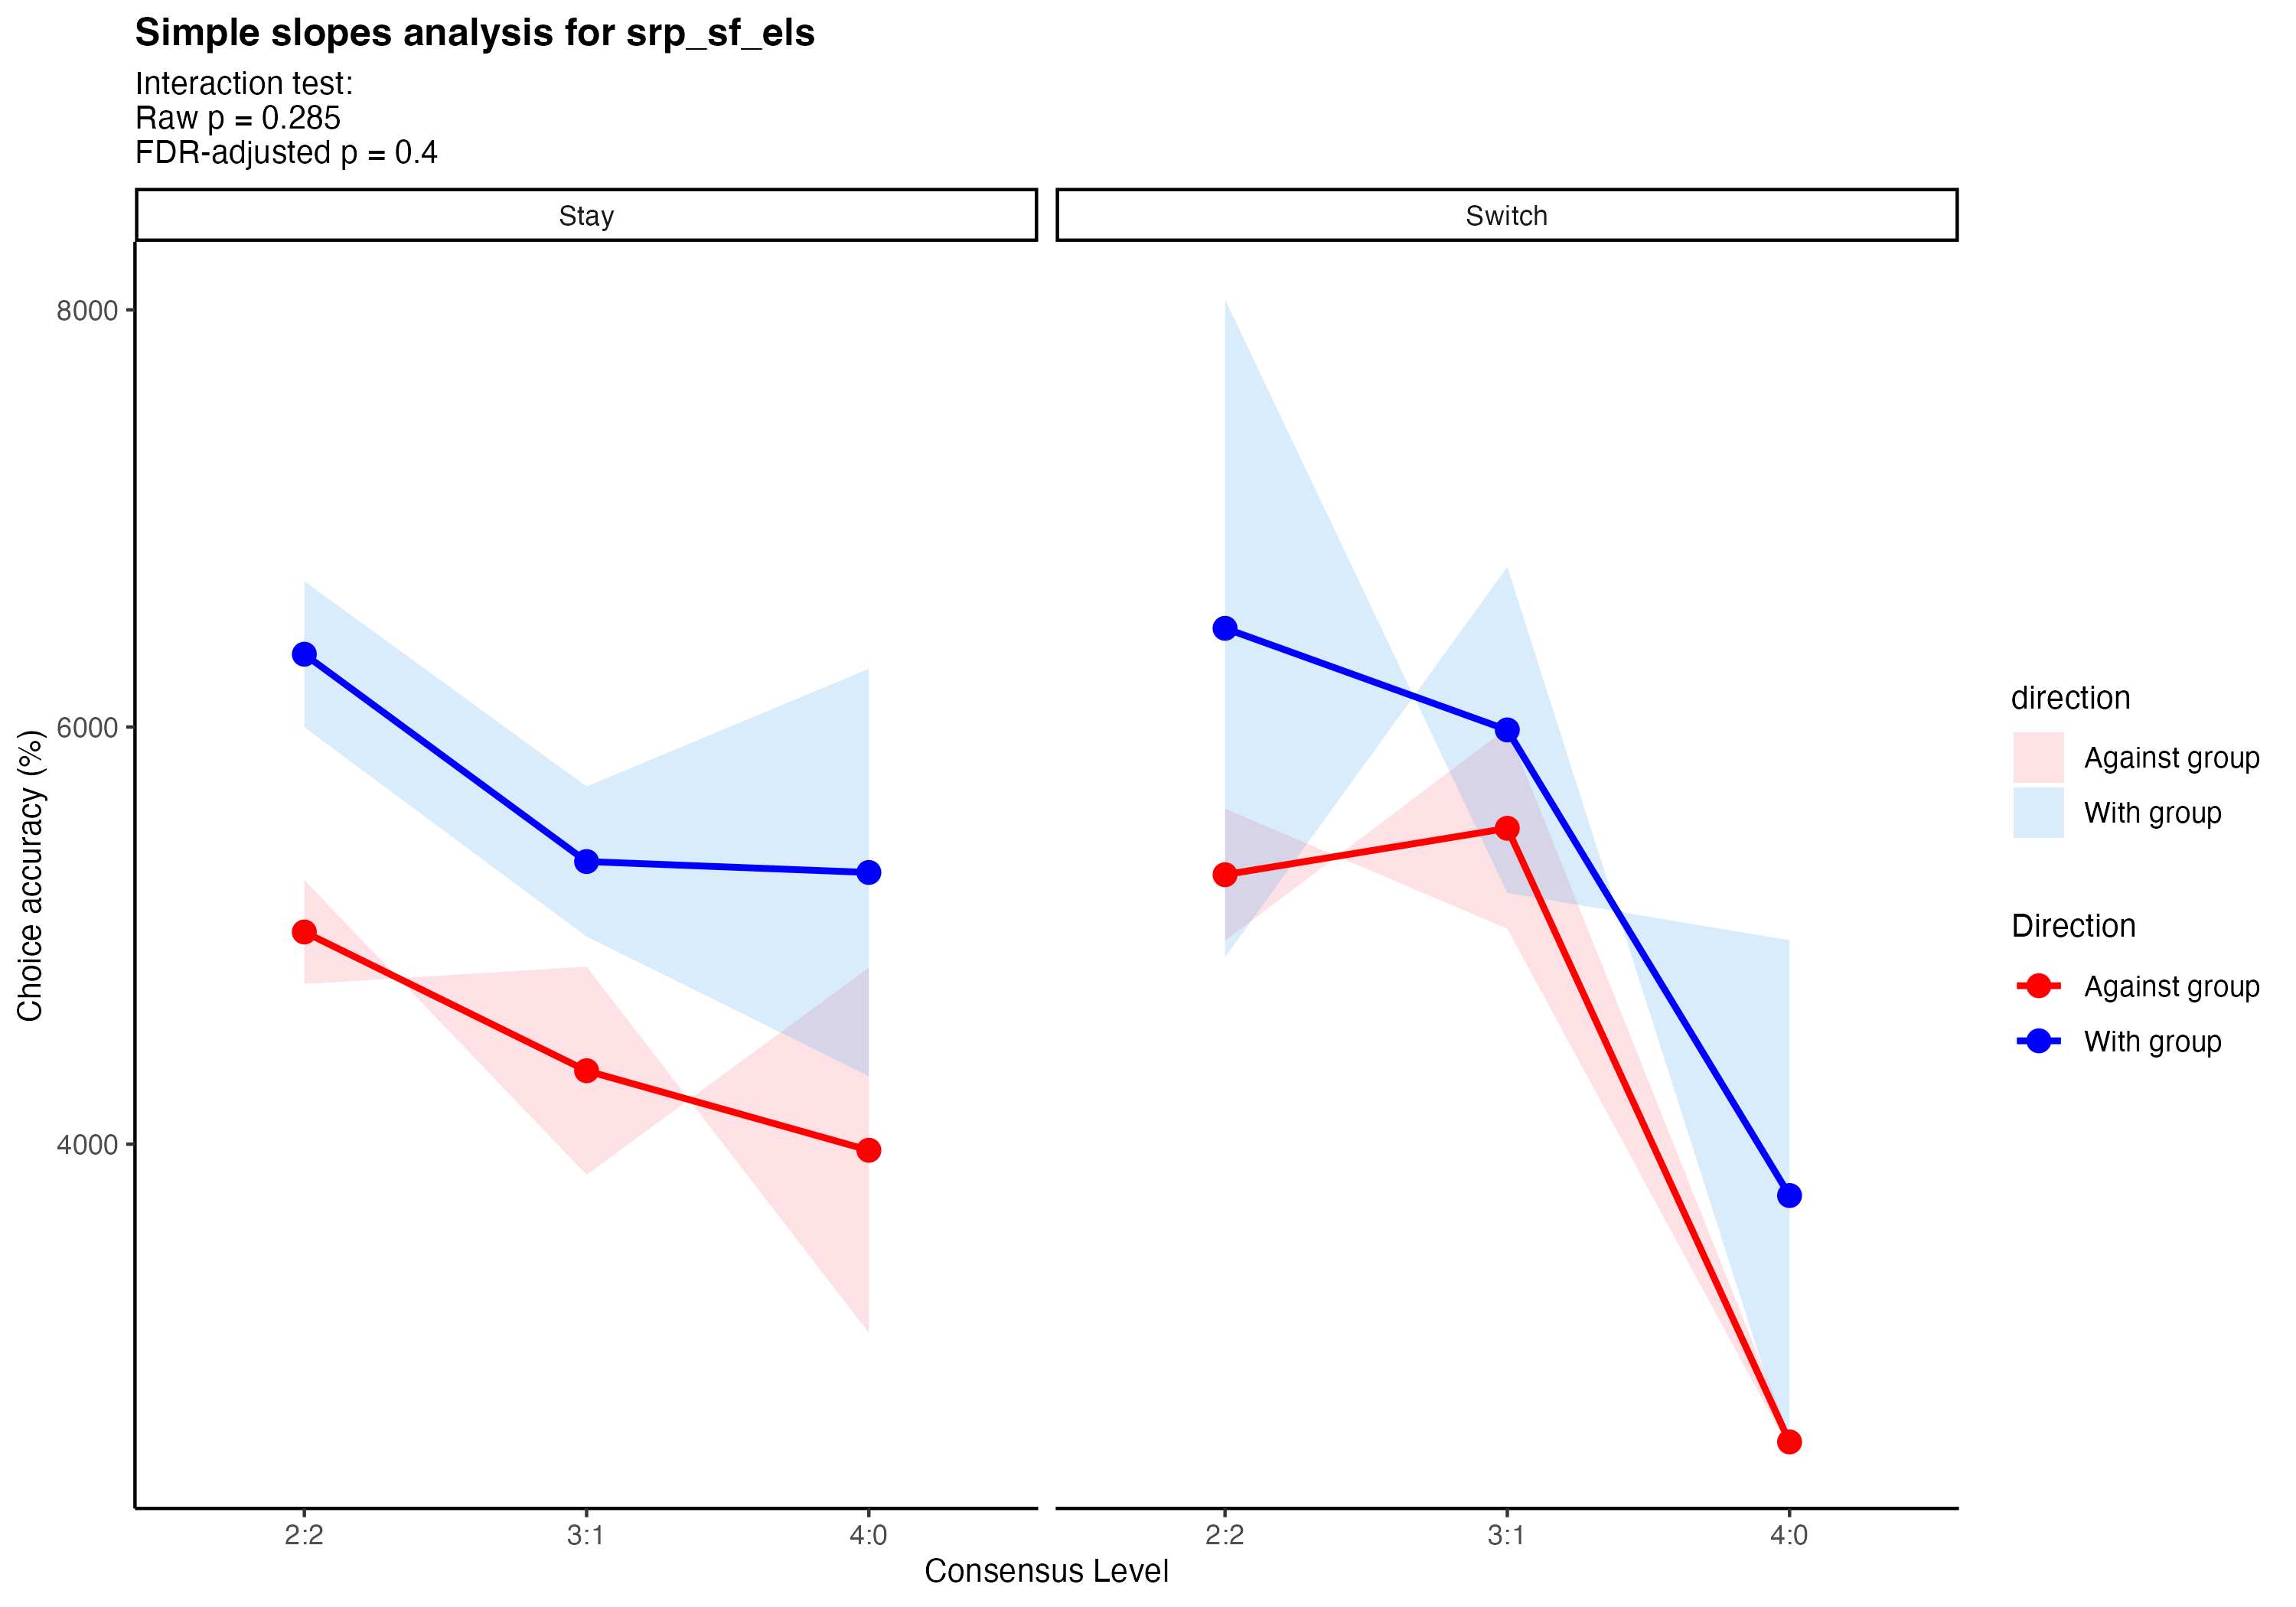 Simple slopes analysis for srp_sf_els
Interaction test:
Raw p = 0.285
FDR-adjusted p = 0.4
Stay
Switch
Choice accuracy (%)
8000
6000
4000
2:2
3:1
4:0
2:2
3:1
4:0
Consensus Level
direction
Against group
With group
Direction
Against group
With group